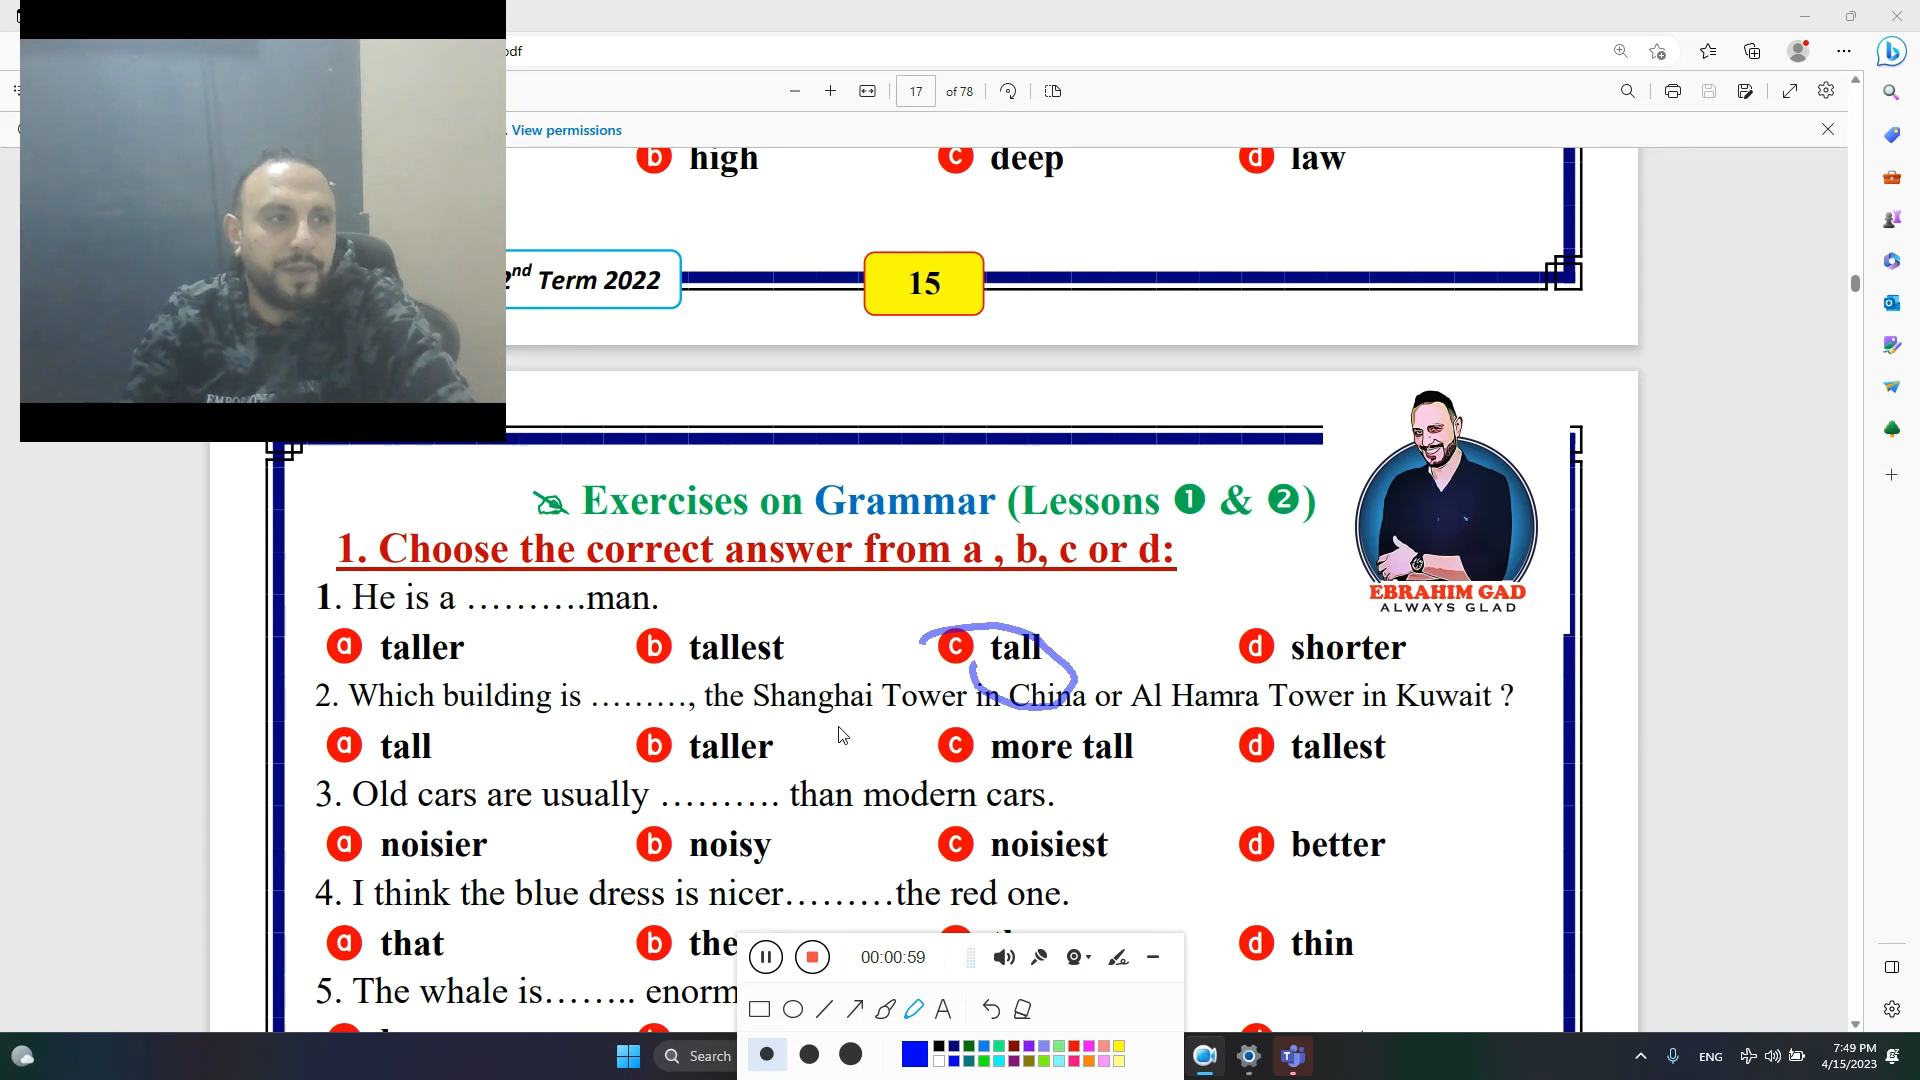 pdf
17 of 78
. View permissions
b high c deep d law
2nd Term 2022
15
EMPORIO
Exercises on Grammar (Lessons ❶ & ❷)
1. Choose the correct answer from a , b, c or d:
EBRAHIM GAD
ALWAYS GLAD
1. He is a ……….man.
a taller b tallest c tall d shorter
2. Which building is ………, the Shanghai Tower in China or Al Hamra Tower in Kuwait ?
a tall b taller c more tall d tallest
3. Old cars are usually ………. than modern cars.
a noisier b noisy c noisiest d better
4. I think the blue dress is nicer………the red one.
a that b the d thin
5. The whale is…….. enorm
00:00:59
A
Search
ENG
7:49 PM
4/15/2023